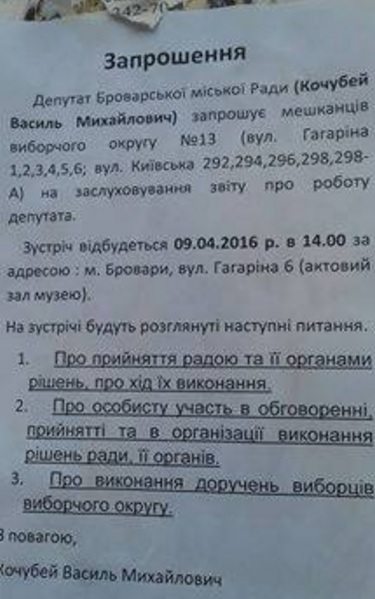 342-70
Запрошення
Депутат Броварської міської Ради (Кочубей
Василь Михайлович) запрошує мешканців
виборчого округу №13 (вул. Гагаріна
1,2,3,4,5,6; вул. Київська 292,294,296,298,298-
А) на заслуховування звіту про роботу
депутата.
Зустріч відбудеться 09.04.2016 р. в 14.00 за
адресою : м. Бровари, вул. Гагаріна 6 (актовий
зал музею).
На зустрічі будуть розглянуті наступні питання.
1. Про прийняття радою та її органами
рішень, про хід їх виконання.
2. Про особисту участь в обговоренні,
прийнятті та в організації виконання
рішень ради, її органів.
3. Про виконання доручень виборців
виборчого округу.
З повагою,
Кочубей Василь Михайлович